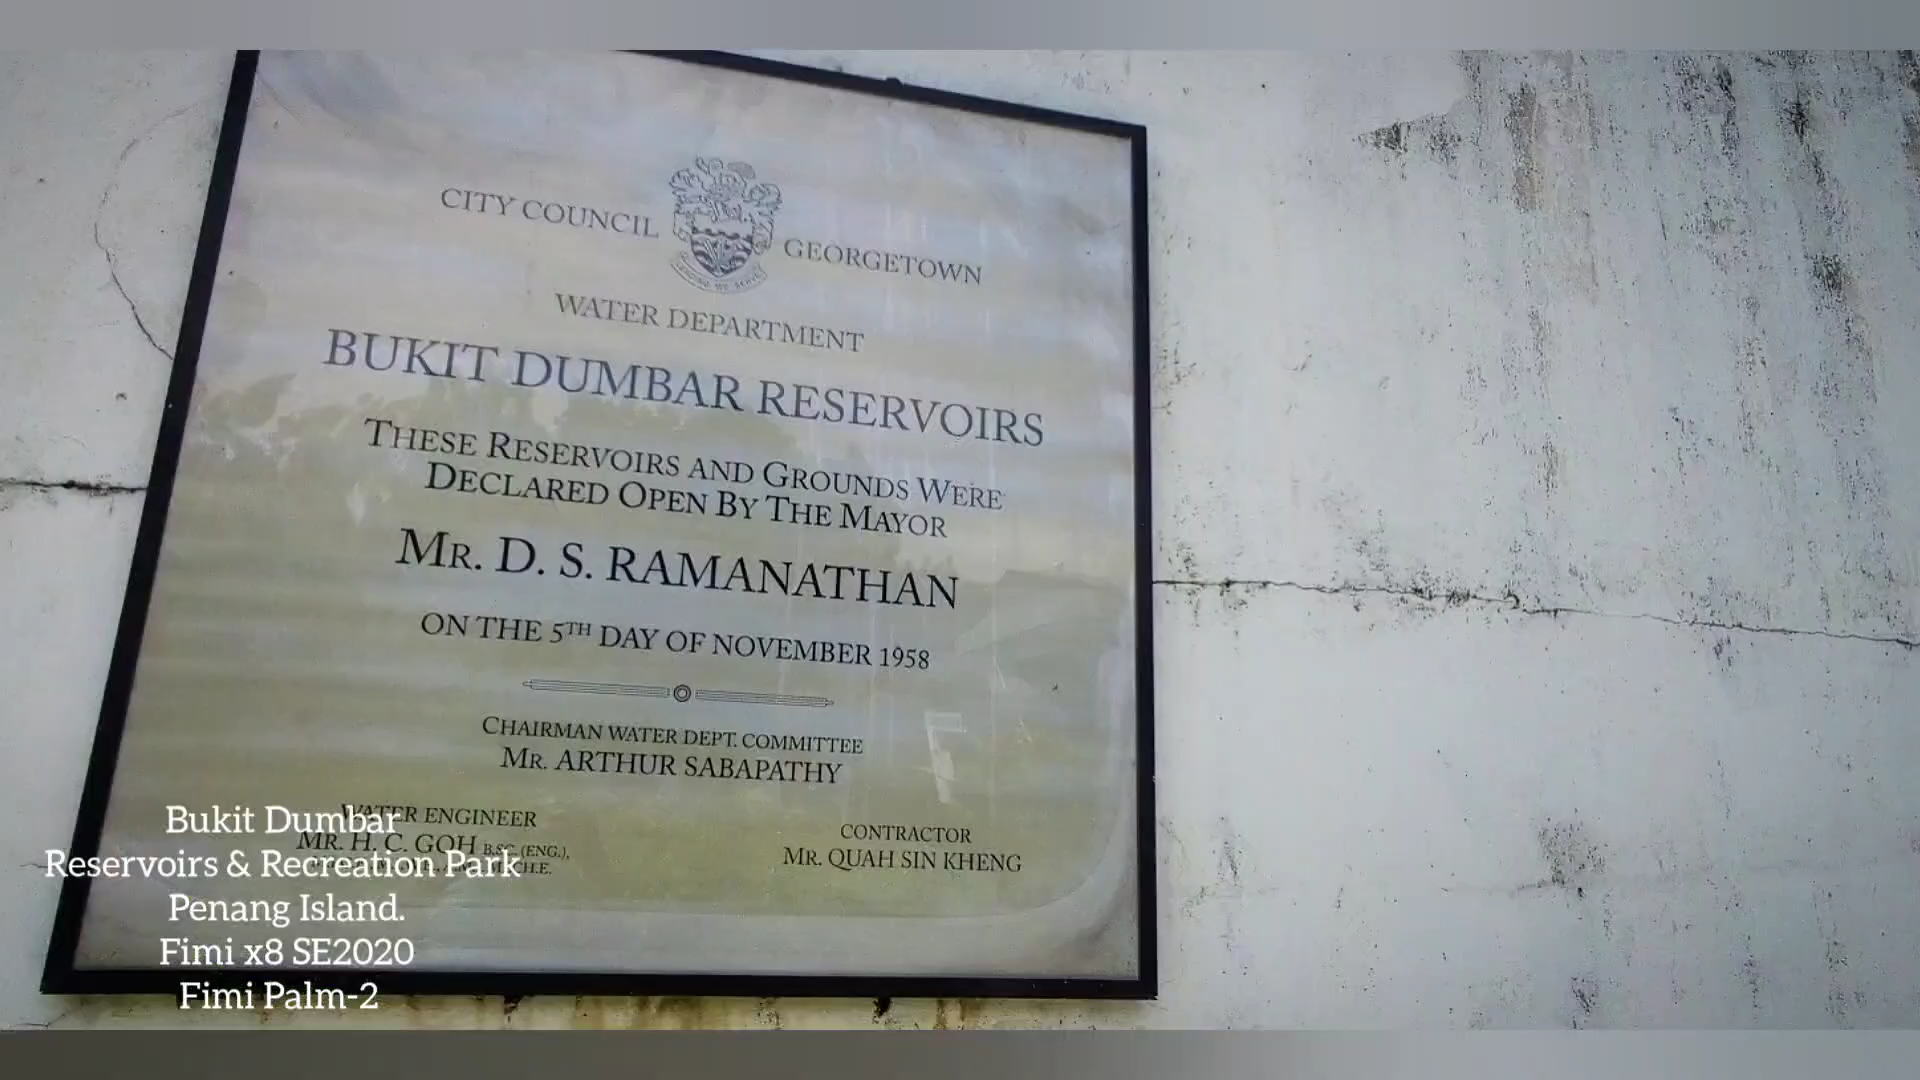 CITY COUNCIL GEORGETOWN
WATER DEPARTMENT
BUKIT DUMBAR RESERVOIRS
THESE RESERVOIRS AND GROUNDS WERE
DECLARED OPEN BY THE MAYOR
MR. D. S. RAMANATHAN
ON THE 5TH DAY OF NOVEMBER 1958
CHAIRMAN WATER DEPT. COMMITTEE
MR. ARTHUR SABAPATHY
WATER ENGINEER
MR. H. C. GOH B.SC. (ENG.),
CONTRACTOR
MR. QUAH SIN KHENG
Bukit Dumbar
Reservoirs & Recreation Park
Penang Island.
Fimi x8 SE2020
Fimi Palm-2